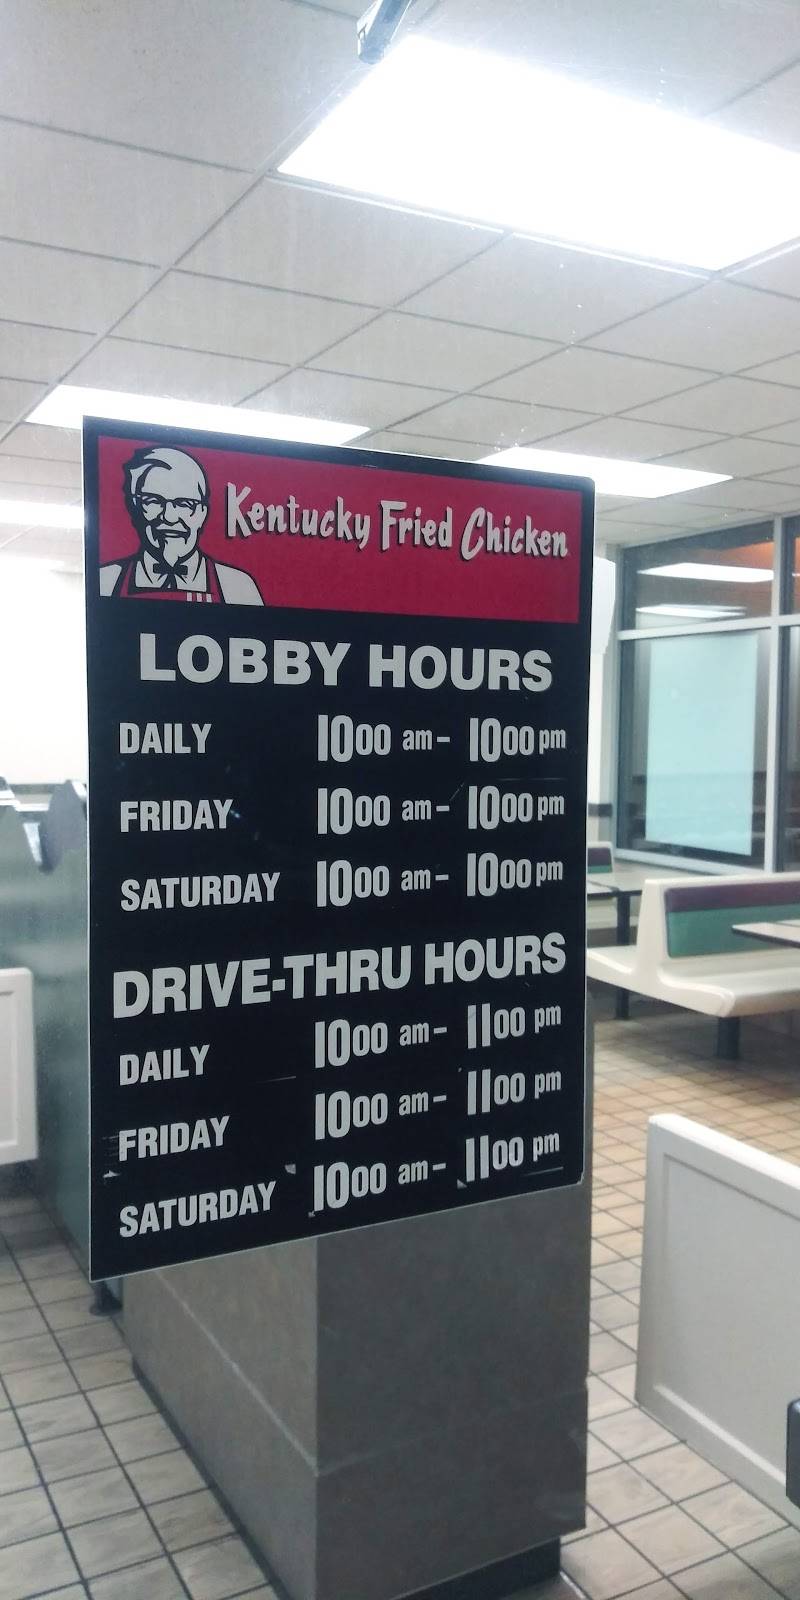 Kentucky Fried Chicken
LOBBY HOURS
DAILY 1000 am - 1000 pm
FRIDAY 1000 am - 1000 pm
SATURDAY 1000 am - 1000 pm
DRIVE-THRU HOURS
DAILY 1000 am - 1100 pm
FRIDAY 1000 am - 1100 pm
SATURDAY 1000 am - 1100 pm